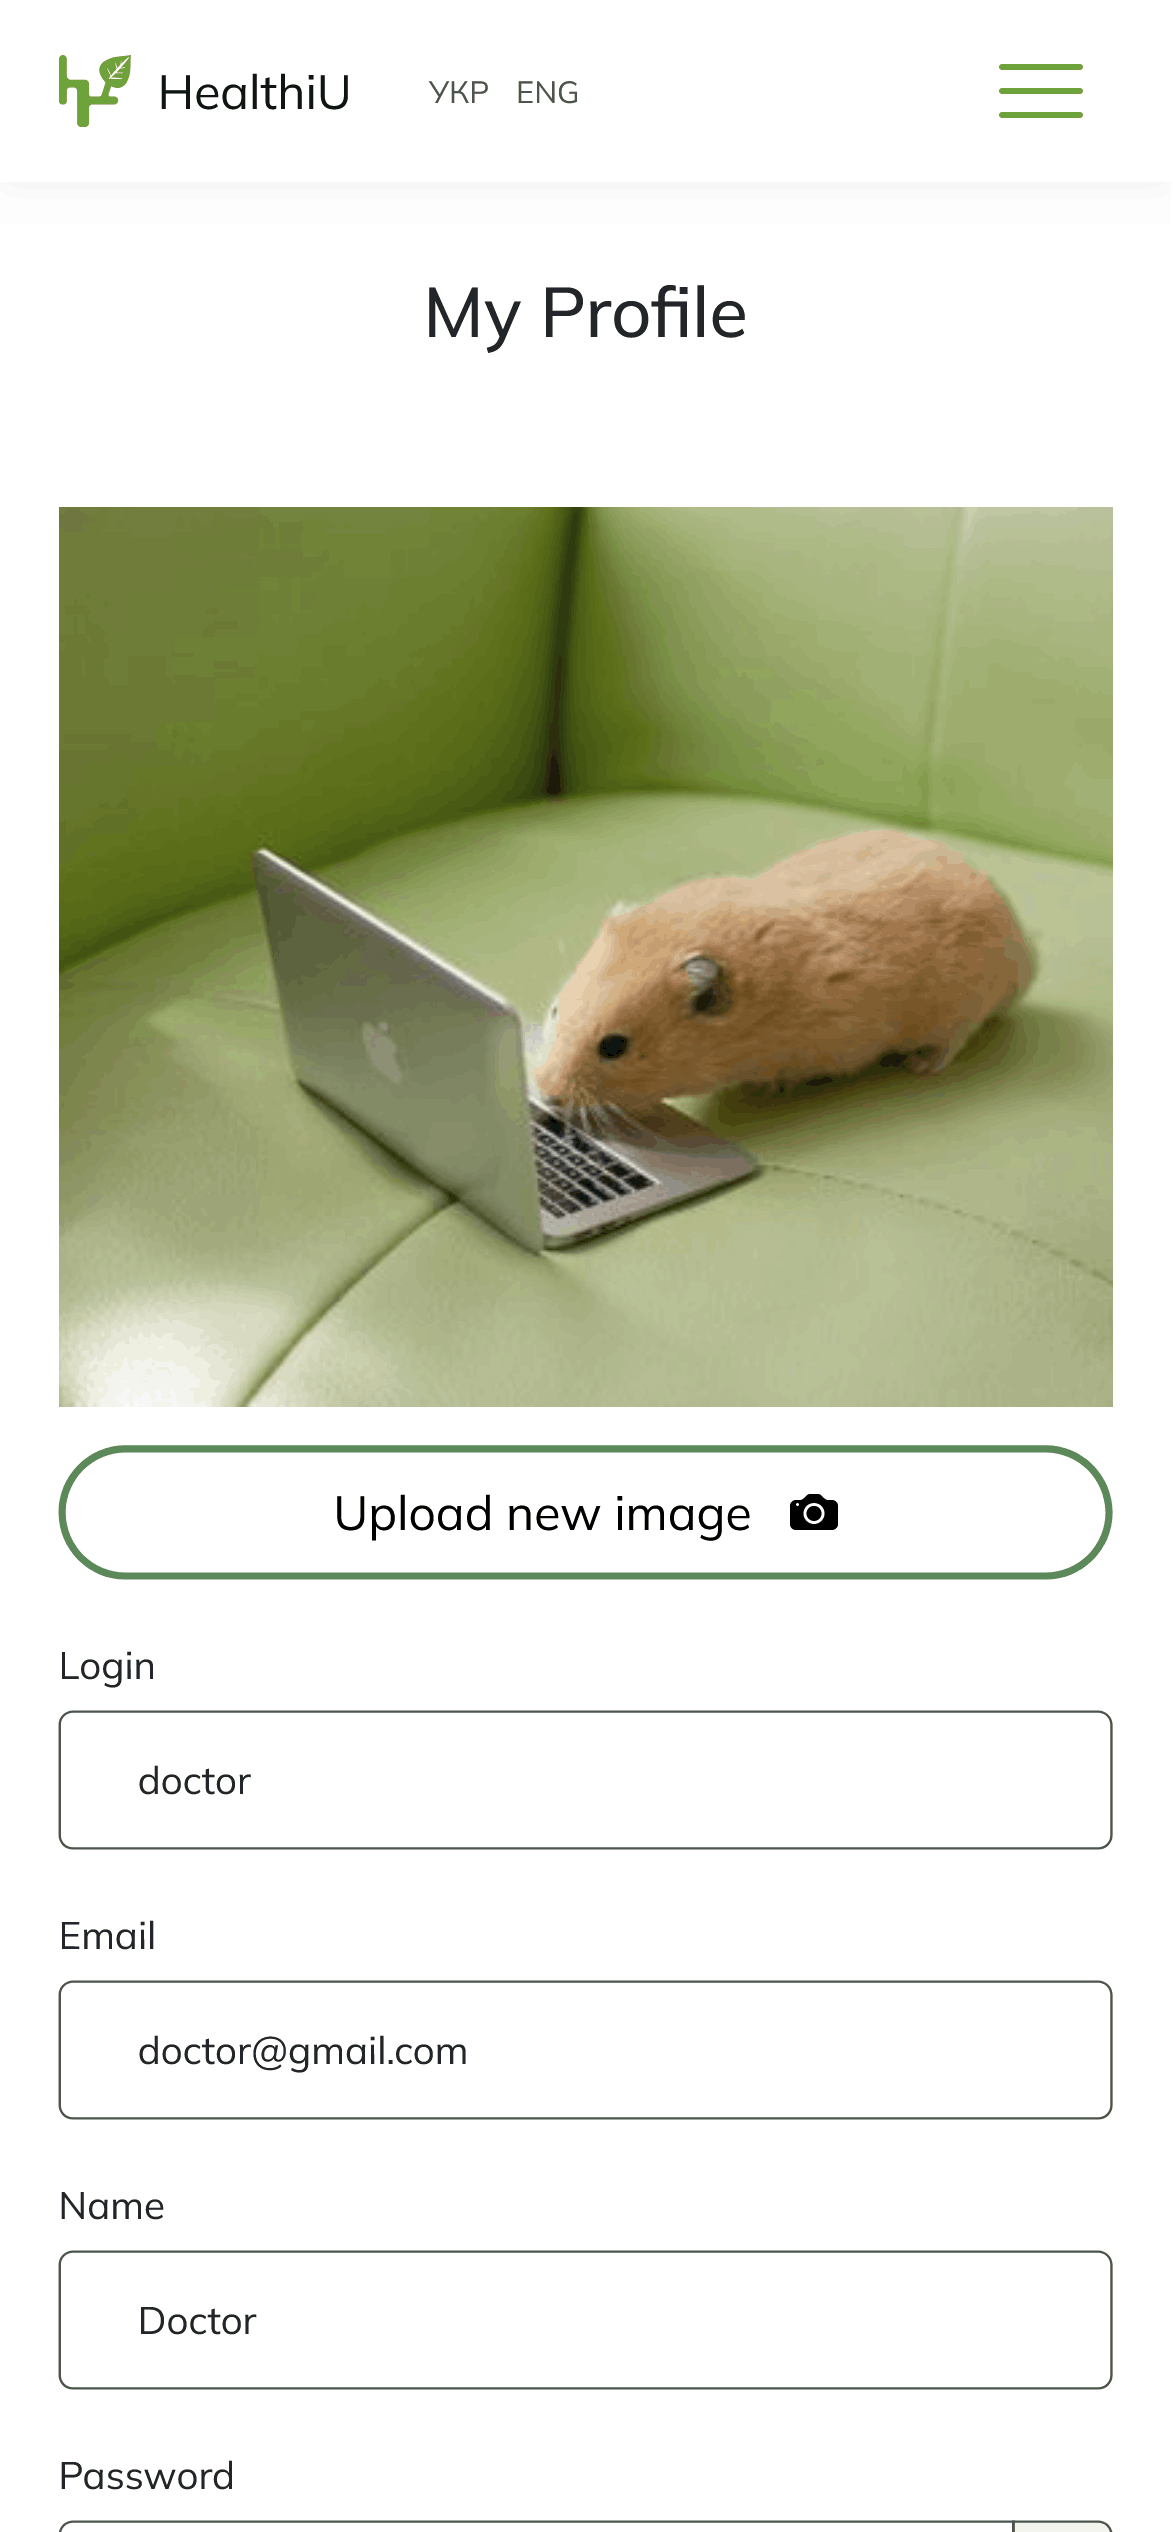 HealthiU УКР ENG
My Profile
Upload new image
Login
doctor
Email
doctor@gmail.com
Name
Doctor
Password